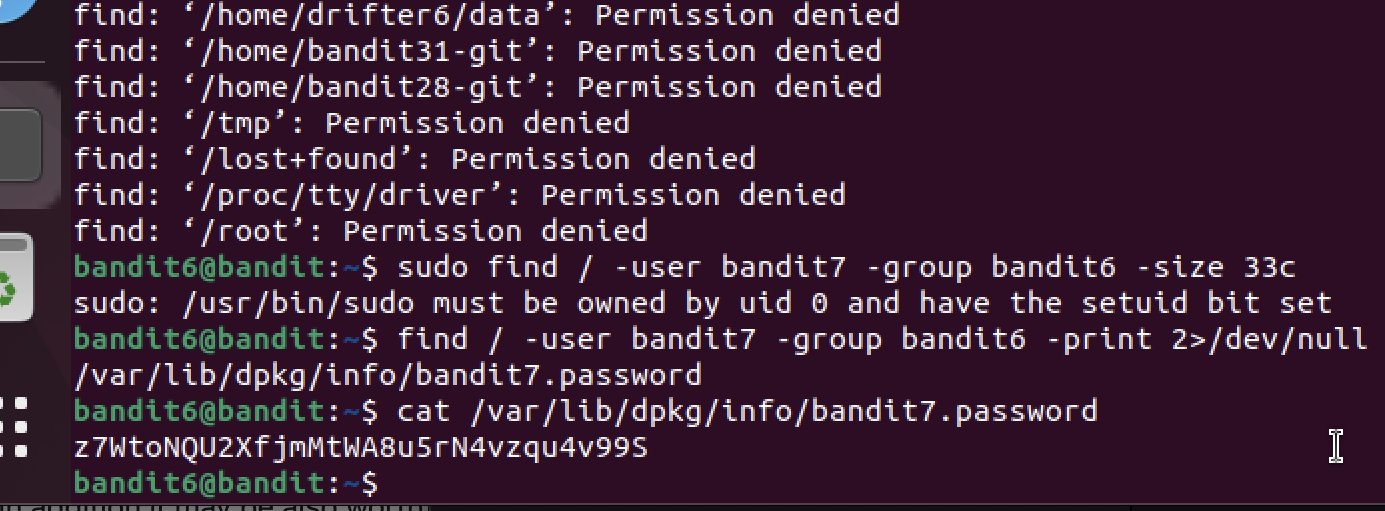 find: ‘/home/drifter6/data’: Permission denied
find: ‘/home/bandit31-git’: Permission denied
find: ‘/home/bandit28-git’: Permission denied
find: ‘/tmp’: Permission denied
find: ‘/lost+found’: Permission denied
find: ‘/proc/tty/driver’: Permission denied
find: ‘/root’: Permission denied
bandit6@bandit:~$ sudo find / -user bandit7 -group bandit6 -size 33c
sudo: /usr/bin/sudo must be owned by uid 0 and have the setuid bit set
bandit6@bandit:~$ find / -user bandit7 -group bandit6 -print 2>/dev/null
/var/lib/dpkg/info/bandit7.password
bandit6@bandit:~$ cat /var/lib/dpkg/info/bandit7.password
z7WtoNQU2XfjmMtWA8u5rN4vzqu4v99S
bandit6@bandit:~$